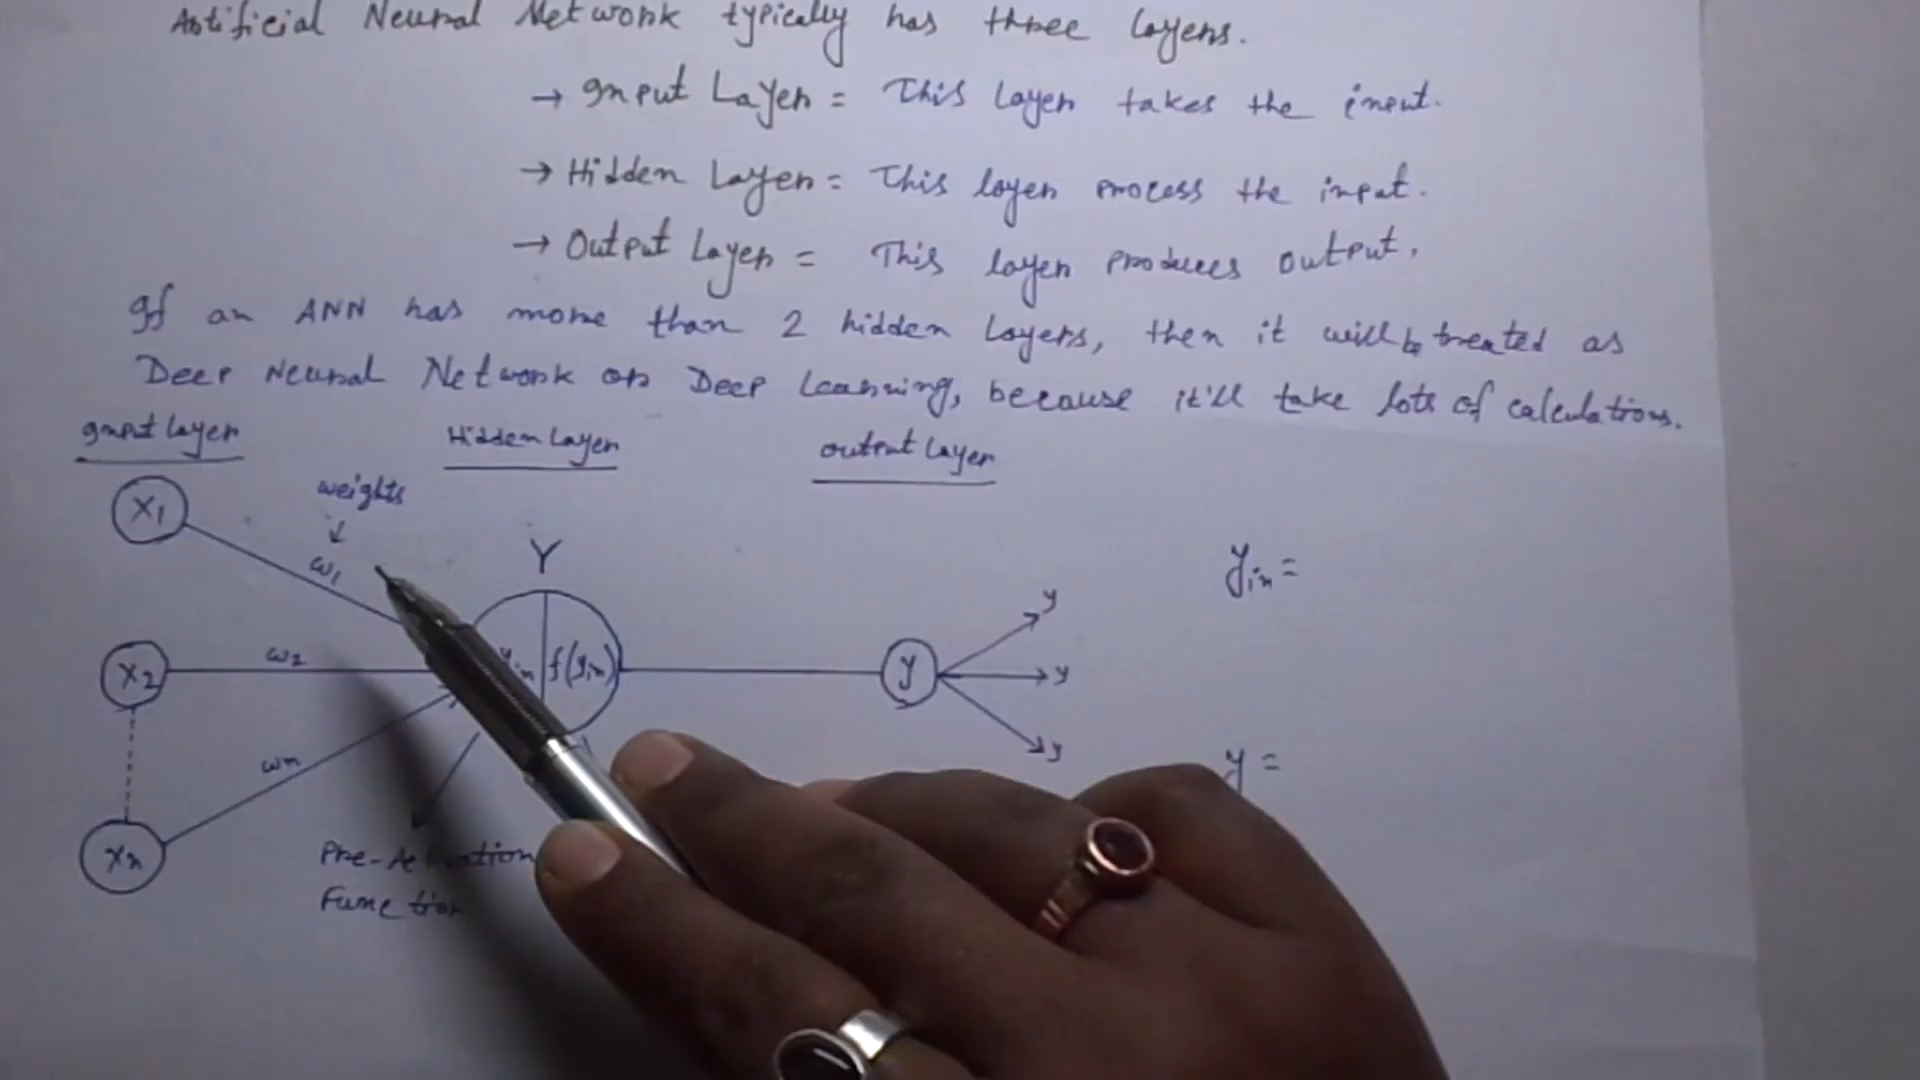 Artificial Neural Network typically has three layers.
→ Input Layer = This layer takes the input.
→ Hidden Layer = This layer process the input.
→ Output Layer = This layer produces output.
If an ANN has more than 2 hidden layers, then it will be treated as
Deep Neural Network or Deep Learning, because it'll take lots of calculations.
Input layer Hidden Layer output layer
x1
weights
↓
w1
Y
yin =
x2
w2
yin f(yin)
y
y
y
y
wn
y =
xn
Pre-Activation
Function